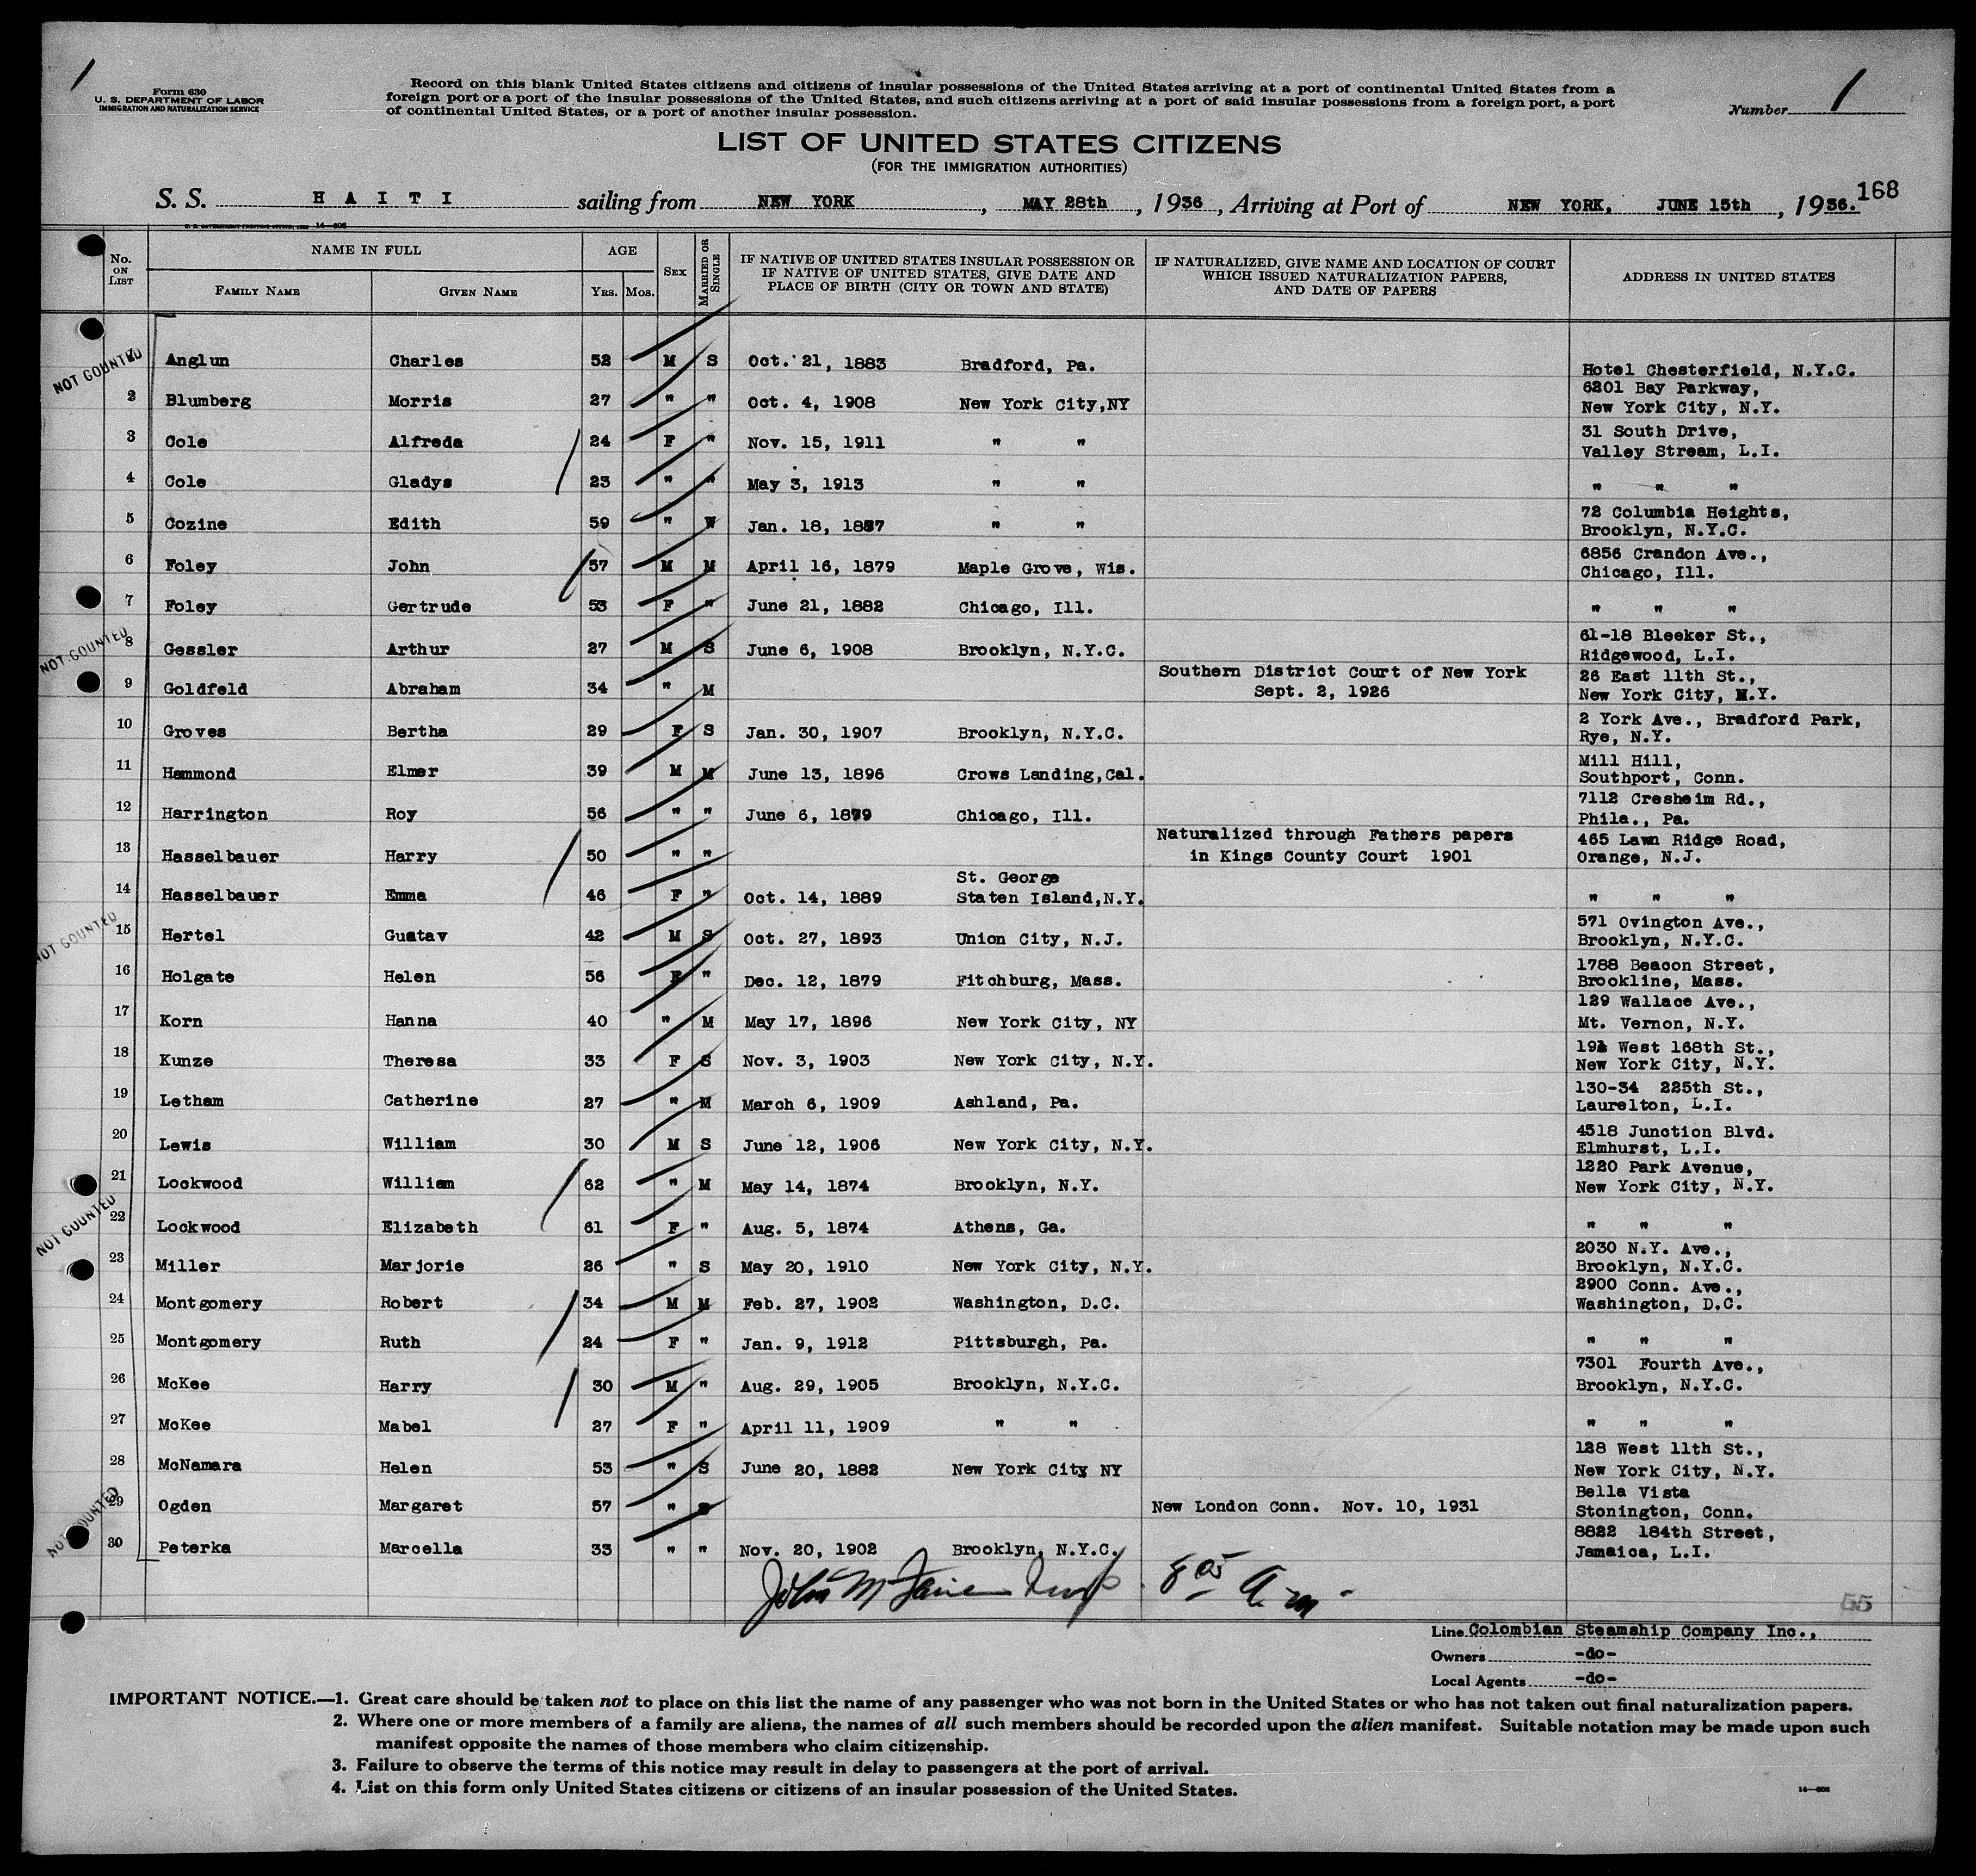 1
Form 630
U. S. DEPARTMENT OF LABOR
IMMIGRATION AND NATURALIZATION SERVICE
Record on this blank United States citizens and citizens of insular possessions of the United States arriving at a port of continental United States from a
foreign port or a port of the insular possessions of the United States, and such citizens arriving at a port of said insular possessions from a foreign port, a port
of continental United States, or a port of another insular possession.
Number 1
LIST OF UNITED STATES CITIZENS
(FOR THE IMMIGRATION AUTHORITIES)
S. S. HAITI sailing from NEW YORK, MAY 28th, 1936, Arriving at Port of NEW YORK, JUNE 15th, 1936. 168
No. ON LIST
NAME IN FULL
FAMILY NAME
GIVEN NAME
AGE
YRS. MOS.
SEX
MARRIED OR SINGLE
IF NATIVE OF UNITED STATES INSULAR POSSESSION OR
IF NATIVE OF UNITED STATES, GIVE DATE AND
PLACE OF BIRTH (CITY OR TOWN AND STATE)
IF NATURALIZED, GIVE NAME AND LOCATION OF COURT
WHICH ISSUED NATURALIZATION PAPERS,
AND DATE OF PAPERS
ADDRESS IN UNITED STATES
NOT COUNTED
Anglun Charles 52 M S Oct. 21, 1883 Bradford, Pa. Hotel Chesterfield, N.Y.C.
2 Blumberg Morris 27 " " Oct. 4, 1908 New York City,NY 6201 Bay Parkway,
New York City, N.Y.
3 Cole Alfreda 24 F " Nov. 15, 1911 " " 31 South Drive,
Valley Stream, L.I.
4 Cole Gladys 23 " " May 3, 1913 " " " " "
5 Cozine Edith 59 " W Jan. 18, 1877 " " 72 Columbia Heights,
Brooklyn, N.Y.C.
6 Foley John 57 M M April 16, 1879 Maple Grove, Wis. 6856 Crandon Ave.,
Chicago, Ill.
7 Foley Gertrude 53 F " June 21, 1882 Chicago, Ill. " " "
NOT COUNTED
8 Gessler Arthur 27 M S June 6, 1908 Brooklyn, N.Y.C. 61-18 Bleeker St.,
Ridgewood, L.I.
9 Goldfeld Abraham 34 " M Southern District Court of New York
Sept. 2, 1926 26 East 11th St.,
New York City, N.Y.
10 Groves Bertha 29 F S Jan. 30, 1907 Brooklyn, N.Y.C. 2 York Ave., Bradford Park,
Rye, N.Y.
11 Hammond Elmer 39 M M June 13, 1896 Crows Landing,Cal. Mill Hill,
Southport, Conn.
12 Harrington Roy 56 " " June 6, 1879 Chicago, Ill. 7112 Cresheim Rd.,
Phila., Pa.
13 Hasselbauer Harry 50 " " Naturalized through Fathers papers
in Kings County Court 1901 465 Lawn Ridge Road,
Orange, N.J.
14 Hasselbauer Emma 46 F " Oct. 14, 1889 St. George
Staten Island,N.Y. " " "
NOT COUNTED
15 Hertel Gustav 42 M S Oct. 27, 1893 Union City, N.J. 571 Ovington Ave.,
Brooklyn, N.Y.C.
16 Holgate Helen 56 F " Dec. 12, 1879 Fitchburg, Mass. 1788 Beacon Street,
Brookline, Mass.
17 Korn Hanna 40 " M May 17, 1896 New York City, NY 129 Wallace Ave.,
Mt. Vernon, N.Y.
18 Kunze Theresa 33 F S Nov. 3, 1903 New York City, N.Y. West 168th St.,
New York City, N.Y.
19 Letham Catherine 27 " M March 6, 1909 Ashland, Pa. 130-34 225th St.,
Laurelton, L.I.
20 Lewis William 30 M S June 12, 1906 New York City, N.Y. 4518 Junction Blvd.
Elmhurst, L.I.
21 Lockwood William 62 " M May 14, 1874 Brooklyn, N.Y. 1220 Park Avenue,
New York City, N.Y.
NOT COUNTED
22 Lockwood Elizabeth 61 F " Aug. 5, 1874 Athens, Ga. " " "
23 Miller Marjorie 26 " S May 20, 1910 New York City, N.Y. 2030 N.Y. Ave.,
Brooklyn, N.Y.C.
24 Montgomery Robert 34 M M Feb. 27, 1902 Washington, D.C. 2900 Conn. Ave.,
Washington, D.C.
25 Montgomery Ruth 24 F " Jan. 9, 1912 Pittsburgh, Pa. " " "
26 McKee Harry 30 M " Aug. 29, 1905 Brooklyn, N.Y.C. 7301 Fourth Ave.,
Brooklyn, N.Y.C.
27 McKee Mabel 27 F " April 11, 1909 " " " " "
28 McNamara Helen 53 " S June 20, 1882 New York City NY 128 West 11th St.,
New York City, N.Y.
NOT COUNTED
29 Ogden Margaret 57 " S New London Conn. Nov. 10, 1931 Bella Vista
Stonington, Conn.
30 Peterka Marcella 33 " " Nov. 20, 1902 Brooklyn, N.Y.C. 8822 184th Street,
Jamaica, L.I.
John M 8 A.M.
55
Line Colombian Steamship Company Inc.,
Owners -do-
Local Agents -do-
IMPORTANT NOTICE.—1. Great care should be taken not to place on this list the name of any passenger who was not born in the United States or who has not taken out final naturalization papers.
2. Where one or more members of a family are aliens, the names of all such members should be recorded upon the alien manifest. Suitable notation may be made upon such
manifest opposite the names of those members who claim citizenship.
3. Failure to observe the terms of this notice may result in delay to passengers at the port of arrival.
4. List on this form only United States citizens or citizens of an insular possession of the United States.